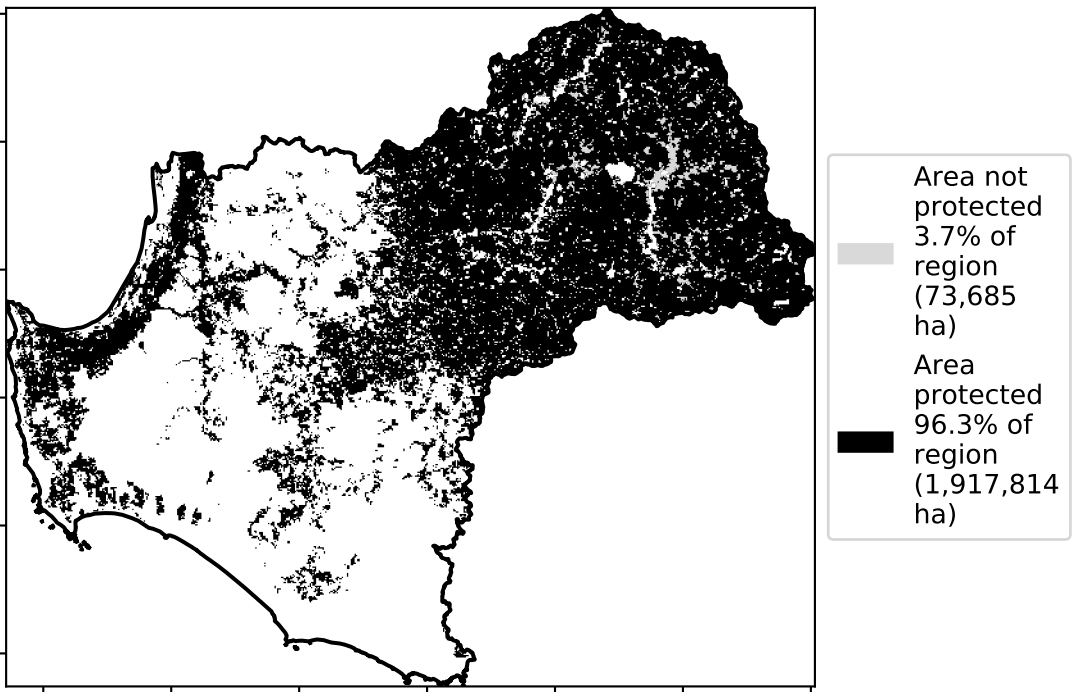 Area not
protected
3.7% of
region
(73,685
ha)
Area
protected
96.3% of
region
(1,917,814
ha)